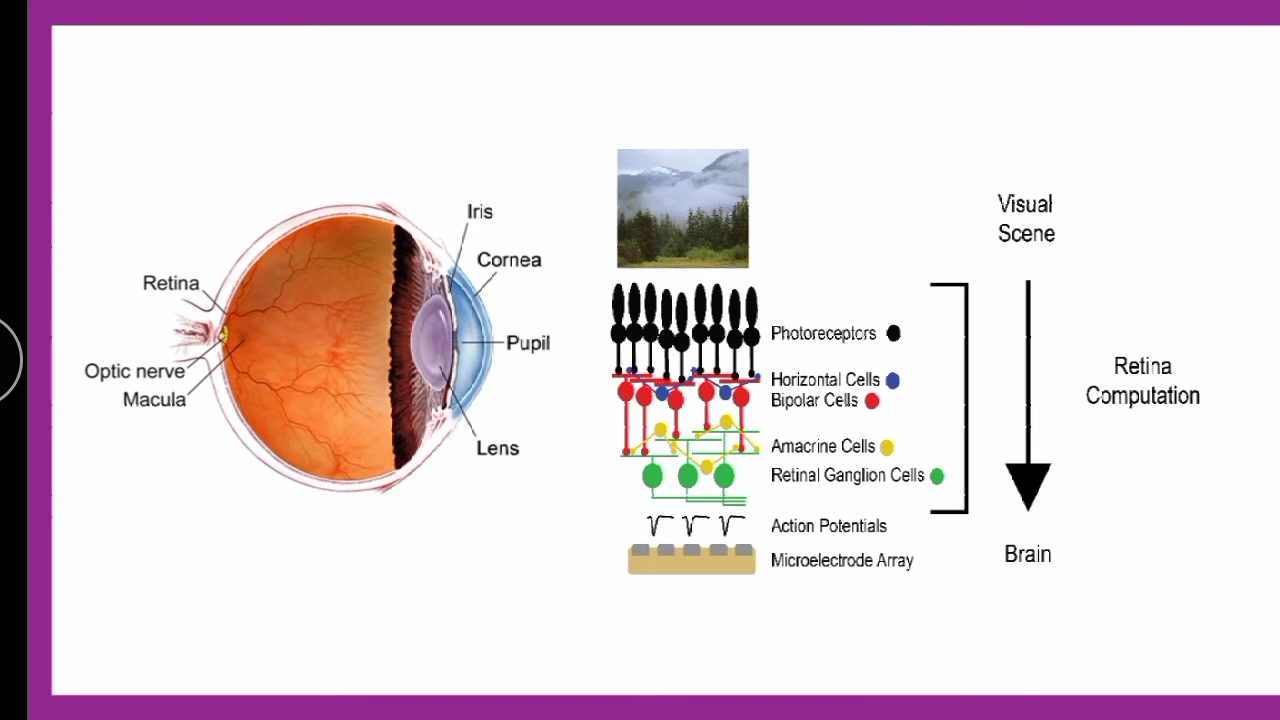 Iris
Cornea
Retina
Pupil
Optic nerve
Macula
Lens
Photoreceptors
Horizontal Cells
Bipolar Cells
Amacrine Cells
Retinal Ganglion Cells
Action Potentials
Microelectrode Array
Visual
Scene
Retina
Computation
Brain